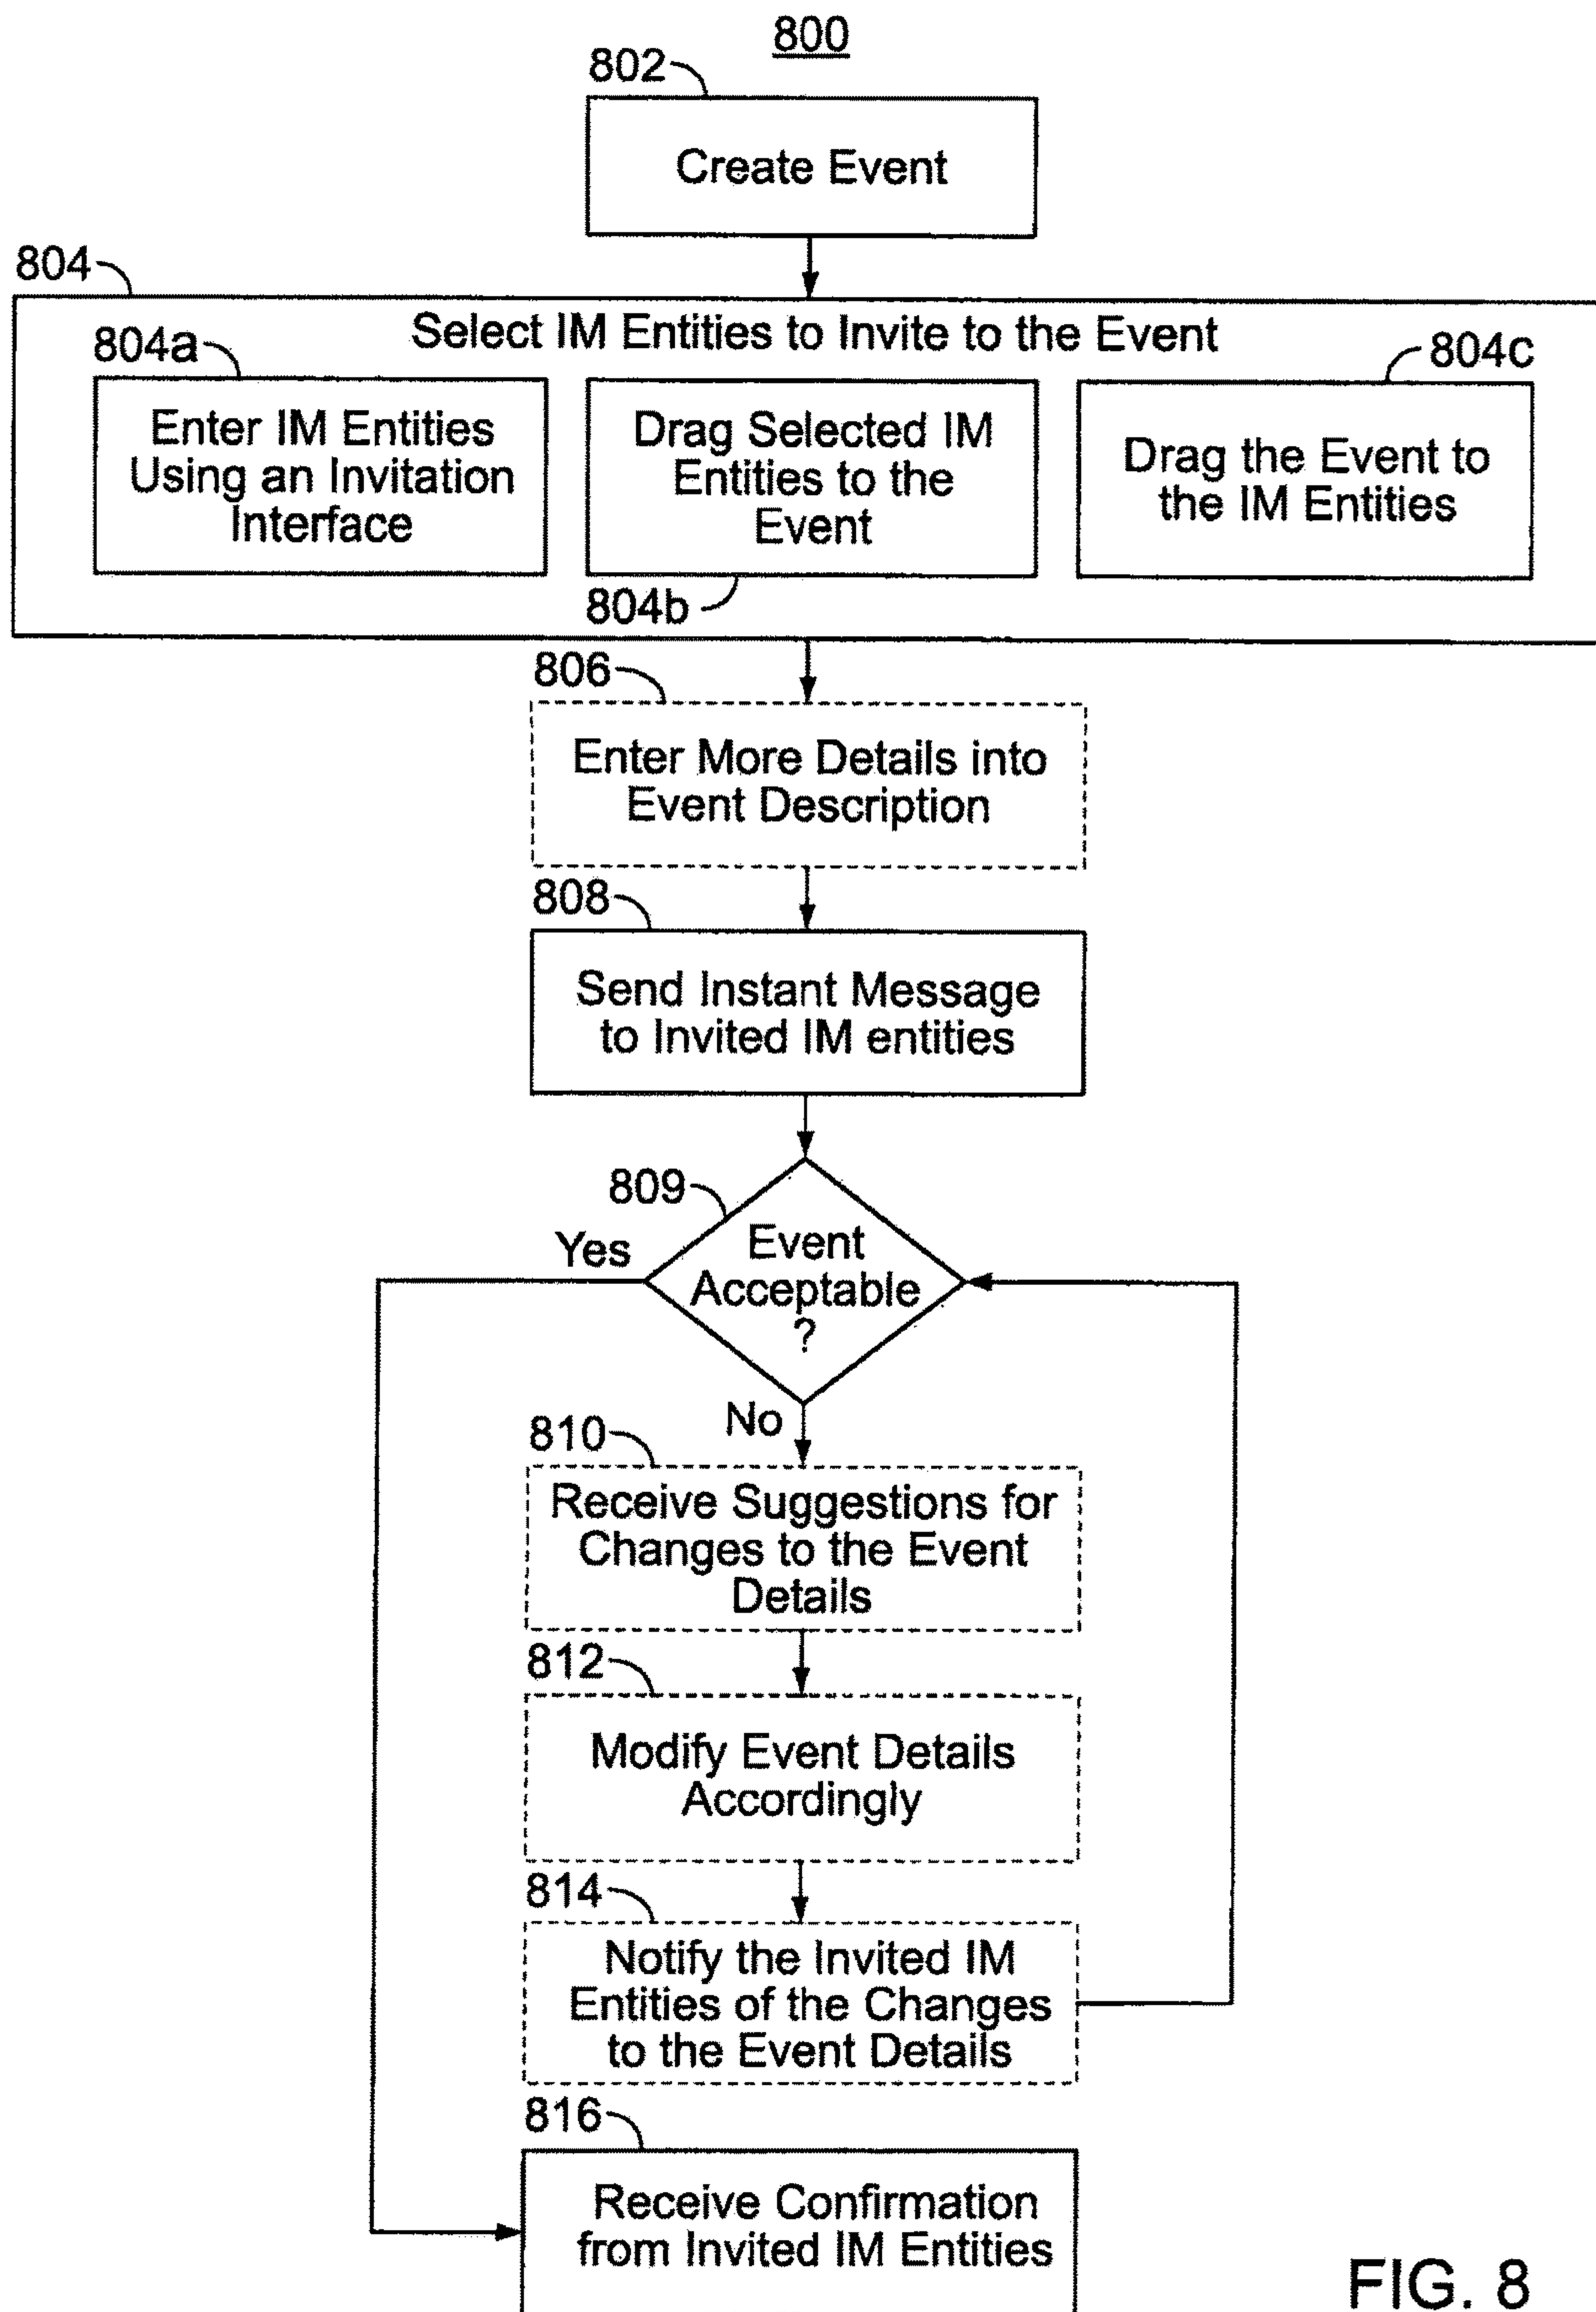 800
802
Create Event
804
Select IM Entities to Invite to the Event
804a
Enter IM Entities
Using an Invitation
Interface
Drag Selected IM
Entities to the
Event
804b
804c
Drag the Event to
the IM Entities
806
Enter More Details into
Event Description
808
Send Instant Message
to Invited IM entities
809
Event
Acceptable
?
Yes
No
810
Receive Suggestions for
Changes to the Event
Details
812
Modify Event Details
Accordingly
814
Notify the Invited IM
Entities of the Changes
to the Event Details
816
Receive Confirmation
from Invited IM Entities
FIG. 8